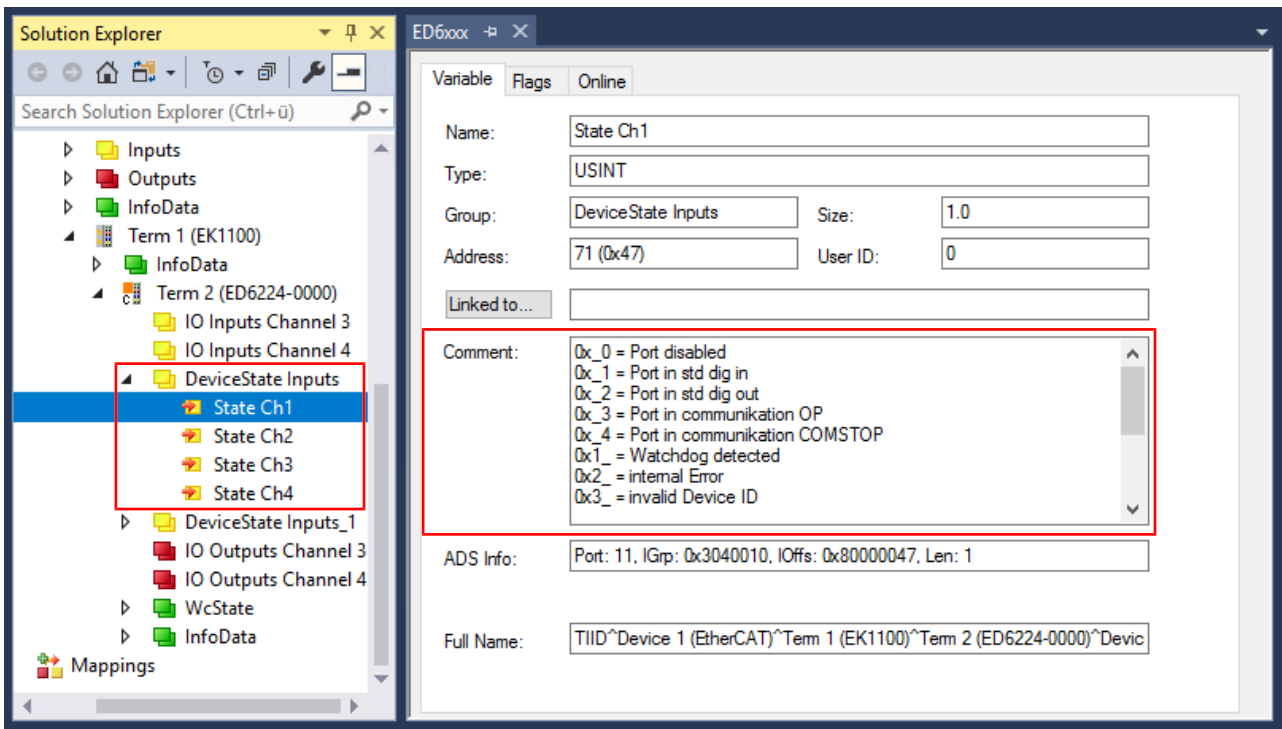 Solution Explorer
Search Solution Explorer (Ctrl+ü)
Inputs
Outputs
InfoData
Term 1 (EK1100)
InfoData
Term 2 (ED6224-0000)
IO Inputs Channel 3
IO Inputs Channel 4
DeviceState Inputs
State Ch1
State Ch2
State Ch3
State Ch4
DeviceState Inputs_1
IO Outputs Channel 3
IO Outputs Channel 4
WcState
InfoData
Mappings
ED6xxx
Variable Flags Online
Name: State Ch1
Type: USINT
Group: DeviceState Inputs Size: 1.0
Address: 71 (0x47) User ID: 0
Linked to...
Comment: 0x_0 = Port disabled
0x_1 = Port in std dig in
0x_2 = Port in std dig out
0x_3 = Port in communikation OP
0x_4 = Port in communikation COMSTOP
0x1_ = Watchdog detected
0x2_ = internal Error
0x3_ = invalid Device ID
ADS Info: Port: 11, IGrp: 0x3040010, IOffs: 0x80000047, Len: 1
Full Name: TIID^Device 1 (EtherCAT)^Term 1 (EK1100)^Term 2 (ED6224-0000)^Devic